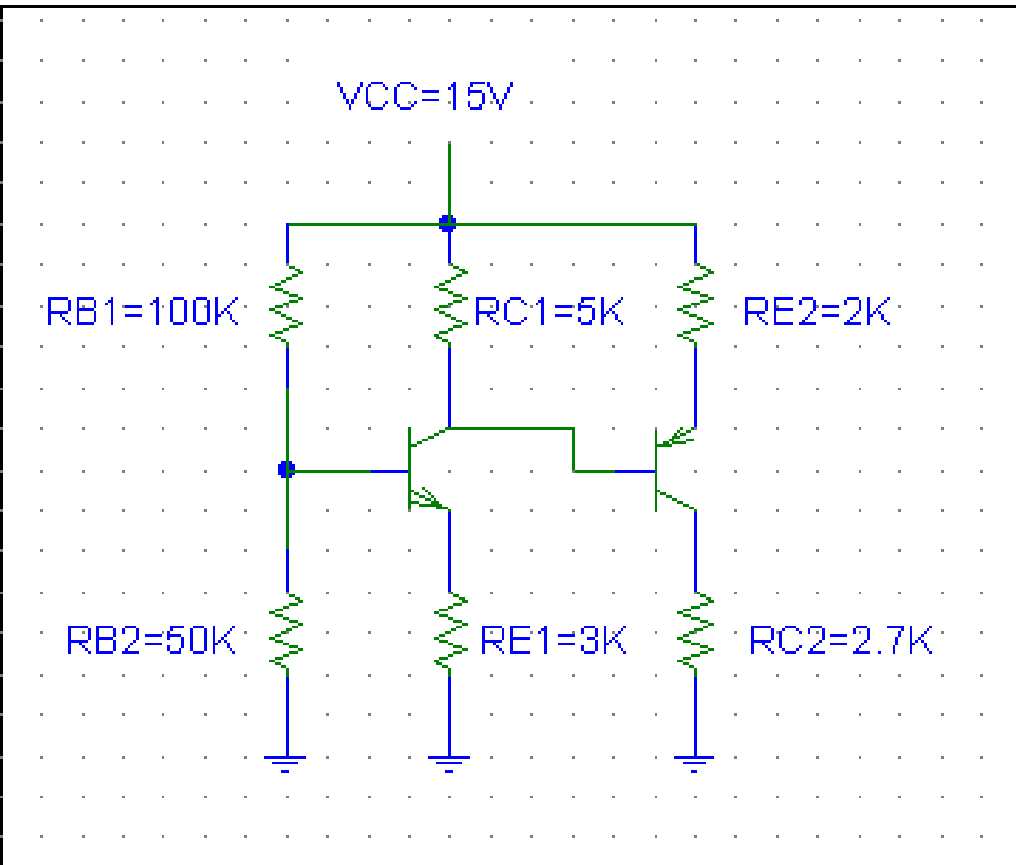 VCC=15V
RB1=100K
RC1=5K
RE2=2K
RB2=50K
RE1=3K
RC2=2.7K